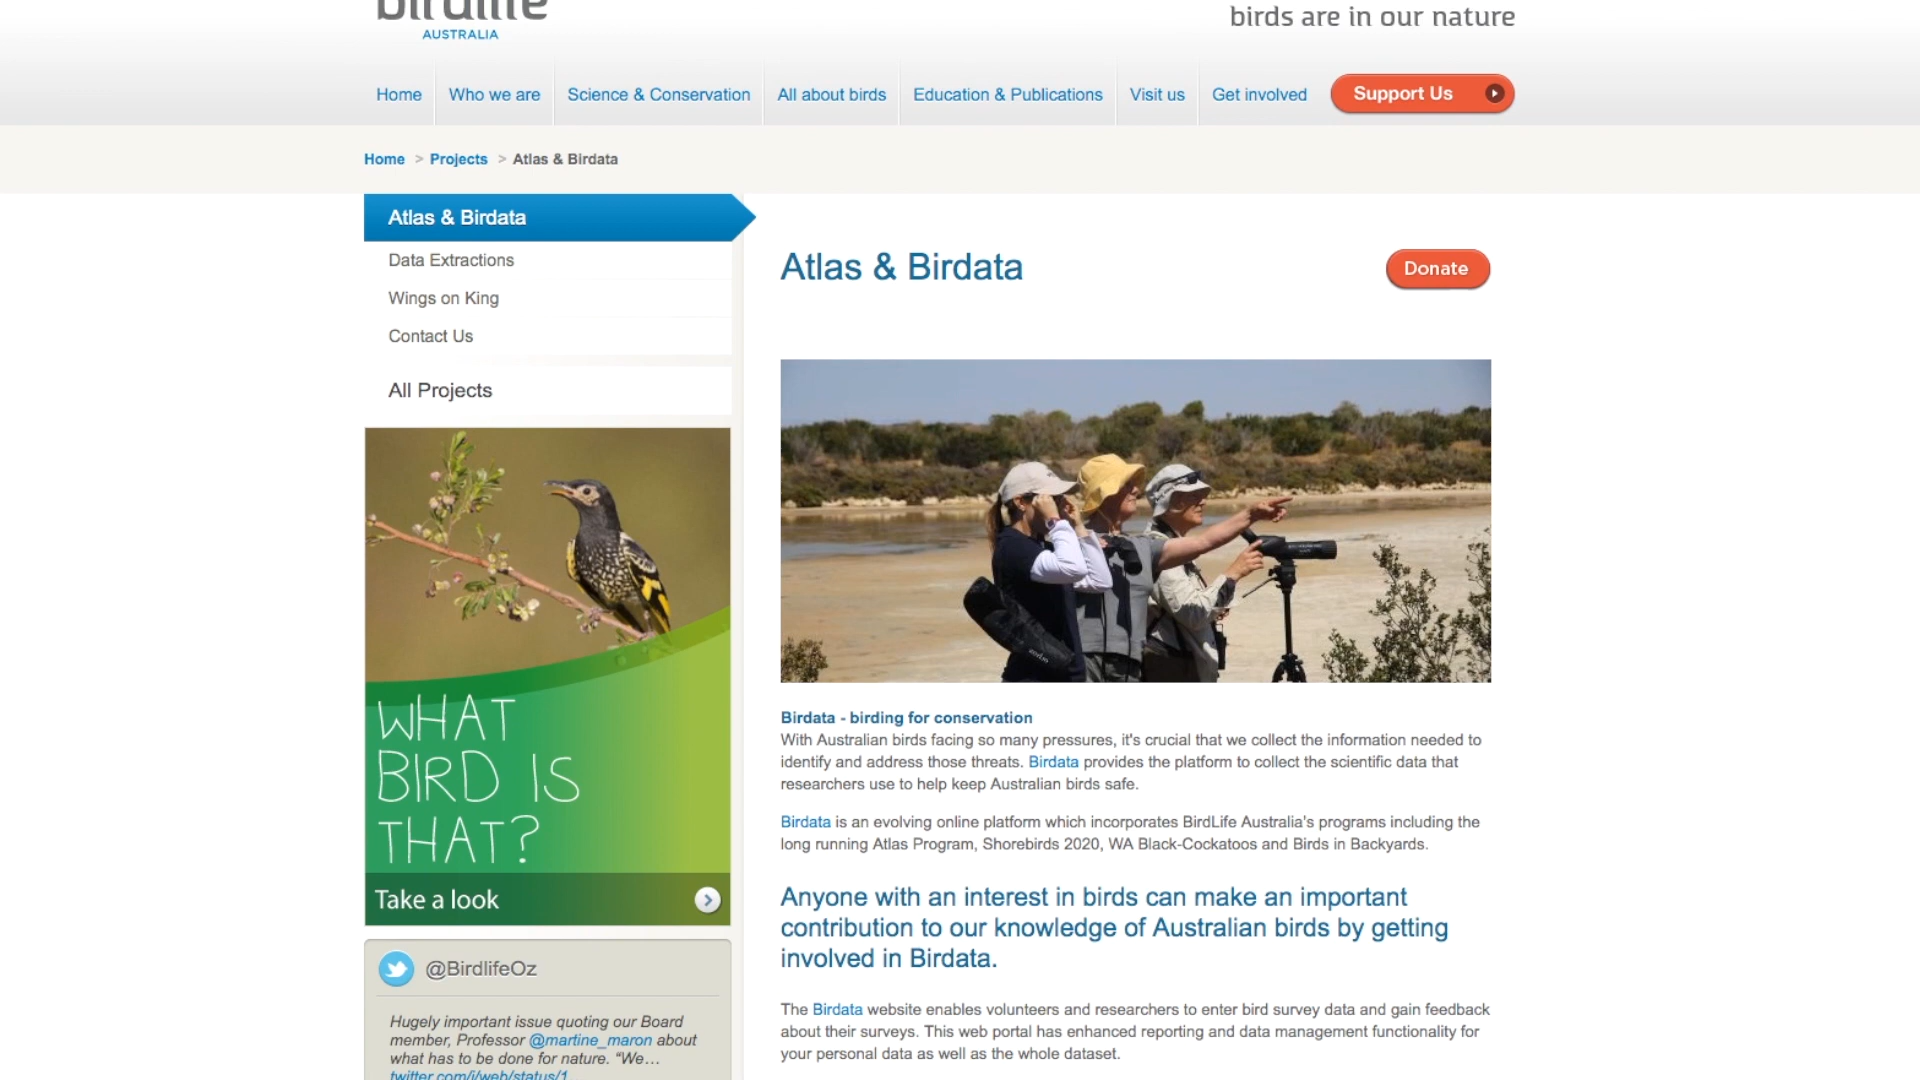 birdlife
AUSTRALIA
birds are in our nature
Home
Who we are
Science & Conservation
All about birds
Education & Publications
Visit us
Get involved
Support Us
Home > Projects > Atlas & Birdata
Atlas & Birdata
Data Extractions
Wings on King
Contact Us
All Projects
WHAT
BIRD IS
THAT?
Take a look
@BirdlifeOz
Hugely important issue quoting our Board
member, Professor @martine_maron about
what has to be done for nature. “We…
twitter.com/i/web/status/1…
Atlas & Birdata
Donate
Birdata - birding for conservation
With Australian birds facing so many pressures, it's crucial that we collect the information needed to
identify and address those threats. Birdata provides the platform to collect the scientific data that
researchers use to help keep Australian birds safe.
Birdata is an evolving online platform which incorporates BirdLife Australia's programs including the
long running Atlas Program, Shorebirds 2020, WA Black-Cockatoos and Birds in Backyards.
Anyone with an interest in birds can make an important
contribution to our knowledge of Australian birds by getting
involved in Birdata.
The Birdata website enables volunteers and researchers to enter bird survey data and gain feedback
about their surveys. This web portal has enhanced reporting and data management functionality for
your personal data as well as the whole dataset.